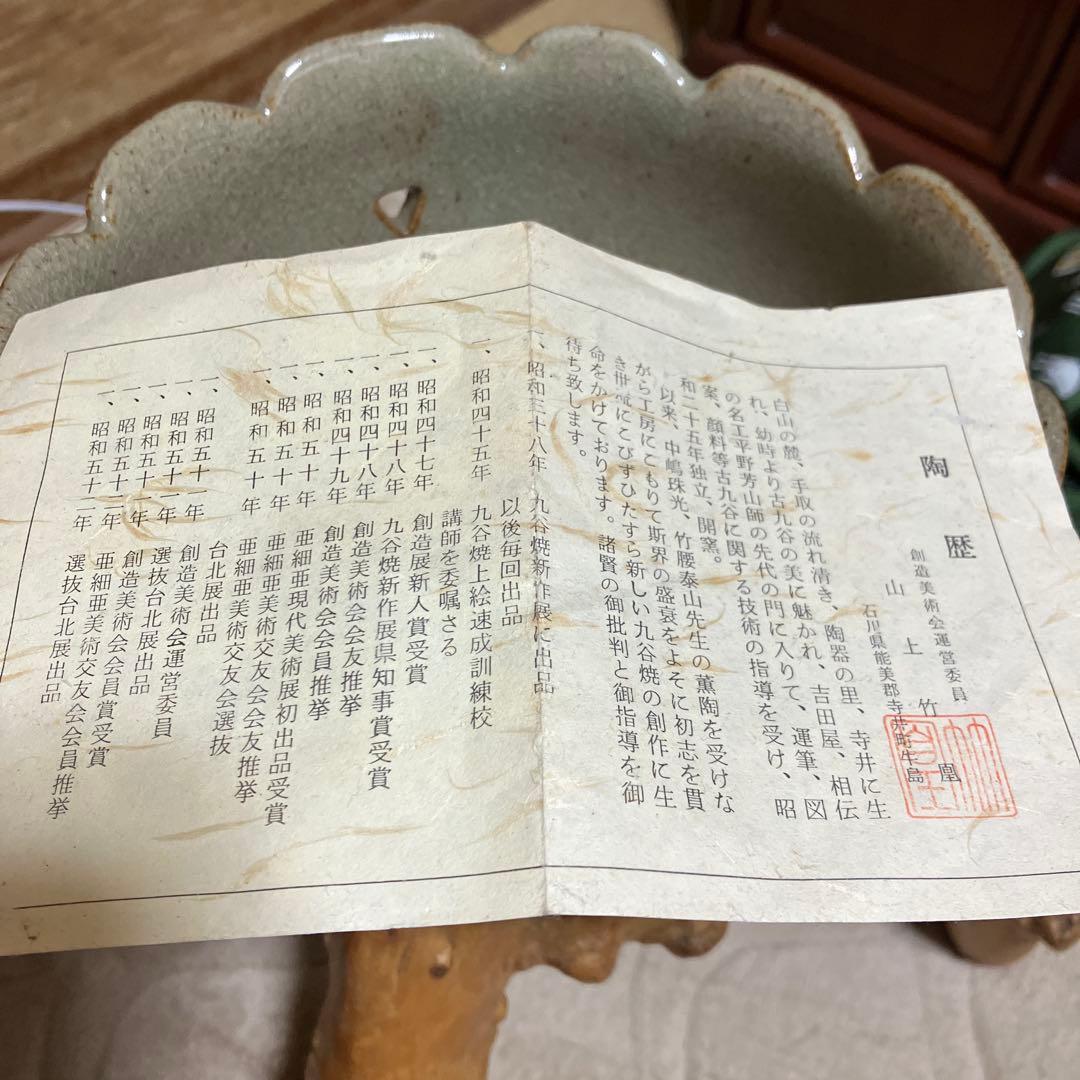 陶歴
創造美術会運営委員
山上竹凰
石川県能美郡寺井町牛島
白山の麓、手取の流れ清き、陶器の里、寺井に生
れ、幼時より古九谷の美に魅かれ、吉田屋、相伝
の名工平野芳山師の先代の門に入りて、運筆、図
案、顔料等古九谷に関する技術の指導を受け、昭
和二十五年独立、開窯。
以来、中嶋珠光、竹腰泰山先生の薫陶を受けな
がら工房にこもりて斯界の盛衰をよそに初志を貫
き世流にこびずひたすら新しい九谷焼の創作に生
命をかけております。諸賢の御批判と御指導を御
待ち致します。
一、昭和三十八年 九谷焼新作展に出品
以後毎回出品
一、昭和四十五年 九谷焼上絵速成訓練校
講師を委嘱さる
一、昭和四十七年 創造展新人賞受賞
一、昭和四十八年 九谷焼新作展県知事賞受賞
一、昭和四十八年 創造美術会会友推挙
一、昭和四十九年 創造美術会会員推挙
一、昭和五十年 亜細亜現代美術展初出品受賞
一、昭和五十年 亜細亜美術交友会会友推挙
一、昭和五十年 亜細亜美術交友会選抜
台北展出品
一、昭和五十一年 創造美術会運営委員
一、昭和五十一年 選抜台北展出品
一、昭和五十一年 創造美術会会員賞受賞
一、昭和五十二年 亜細亜美術交友会会員推挙
一、昭和五十二年 選抜台北展出品